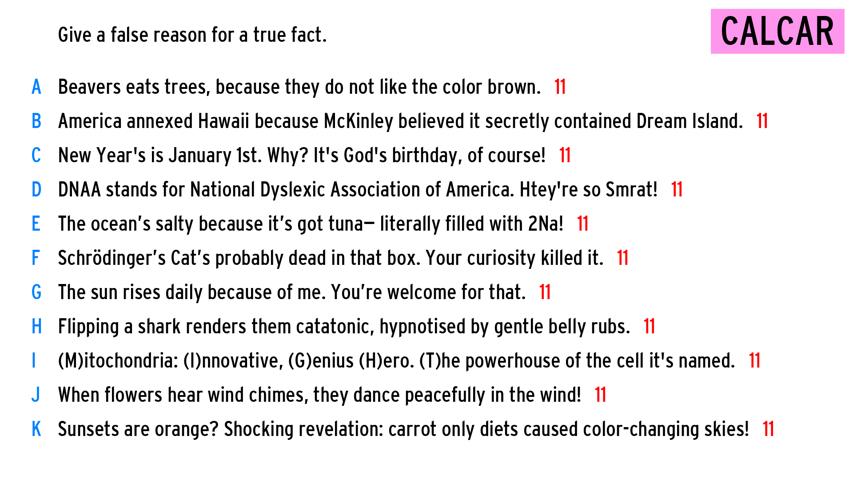 Give a false reason for a true fact.
CALCAR
A Beavers eats trees, because they do not like the color brown. 11
B America annexed Hawaii because McKinley believed it secretly contained Dream Island. 11
C New Year's is January 1st. Why? It's God's birthday, of course! 11
D DNAA stands for National Dyslexic Association of America. Htey're so Smrat! 11
E The ocean’s salty because it’s got tuna— literally filled with 2Na! 11
F Schrödinger’s Cat’s probably dead in that box. Your curiosity killed it. 11
G The sun rises daily because of me. You’re welcome for that. 11
H Flipping a shark renders them catatonic, hypnotised by gentle belly rubs. 11
I (M)itochondria: (I)nnovative, (G)enius (H)ero. (T)he powerhouse of the cell it's named. 11
J When flowers hear wind chimes, they dance peacefully in the wind! 11
K Sunsets are orange? Shocking revelation: carrot only diets caused color-changing skies! 11